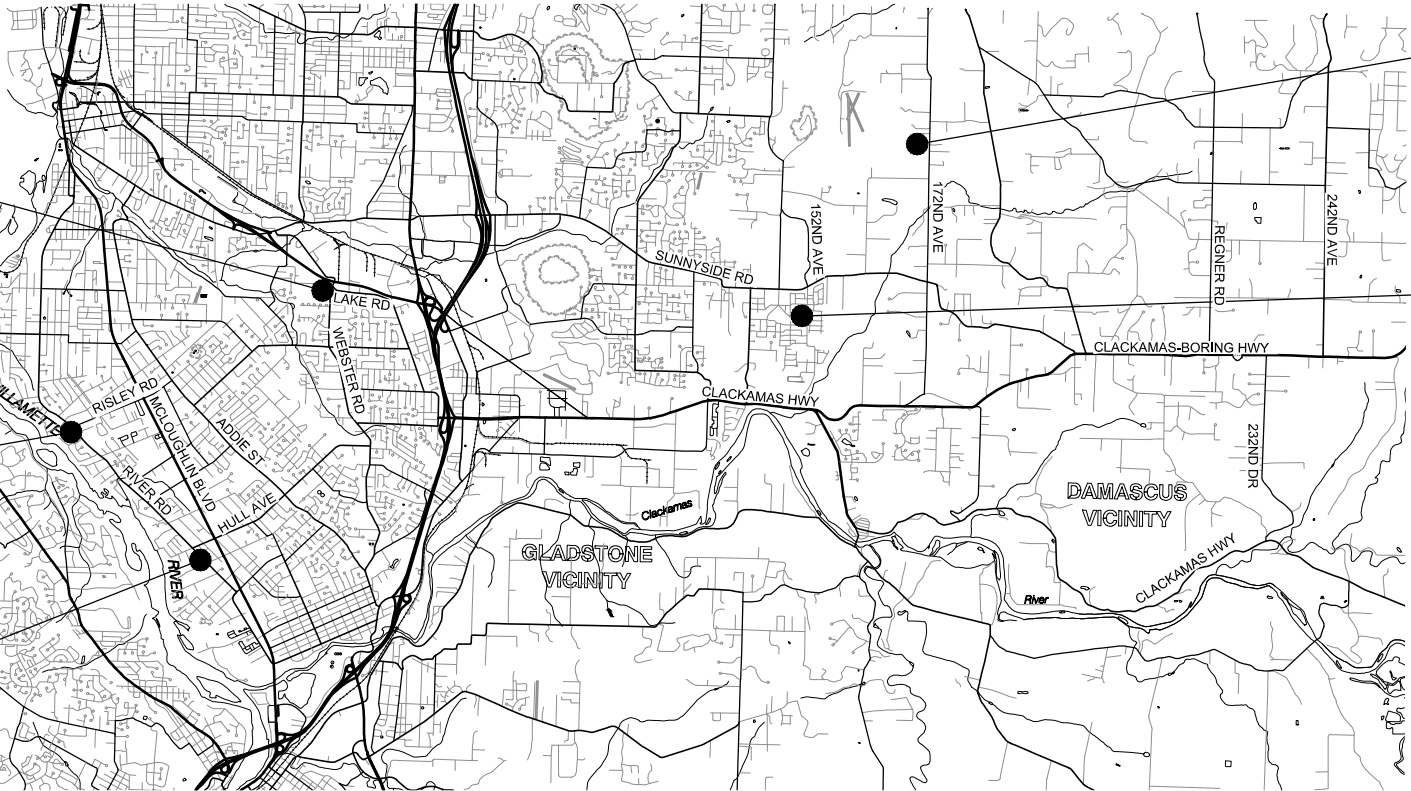 172ND AVE
152ND AVE
242ND AVE
REGNER RD
SUNNYSIDE RD
LAKE RD
WEBSTER RD
CLACKAMAS-BORING HWY
RISLEY RD
CLACKAMAS HWY
MCLOUGHLIN BLVD
ADDIE ST
232ND DR
RIVER RD
HULL AVE
DAMASCUS
VICINITY
Clackamas
GLADSTONE
VICINITY
RIVER
CLACKAMAS HWY
River